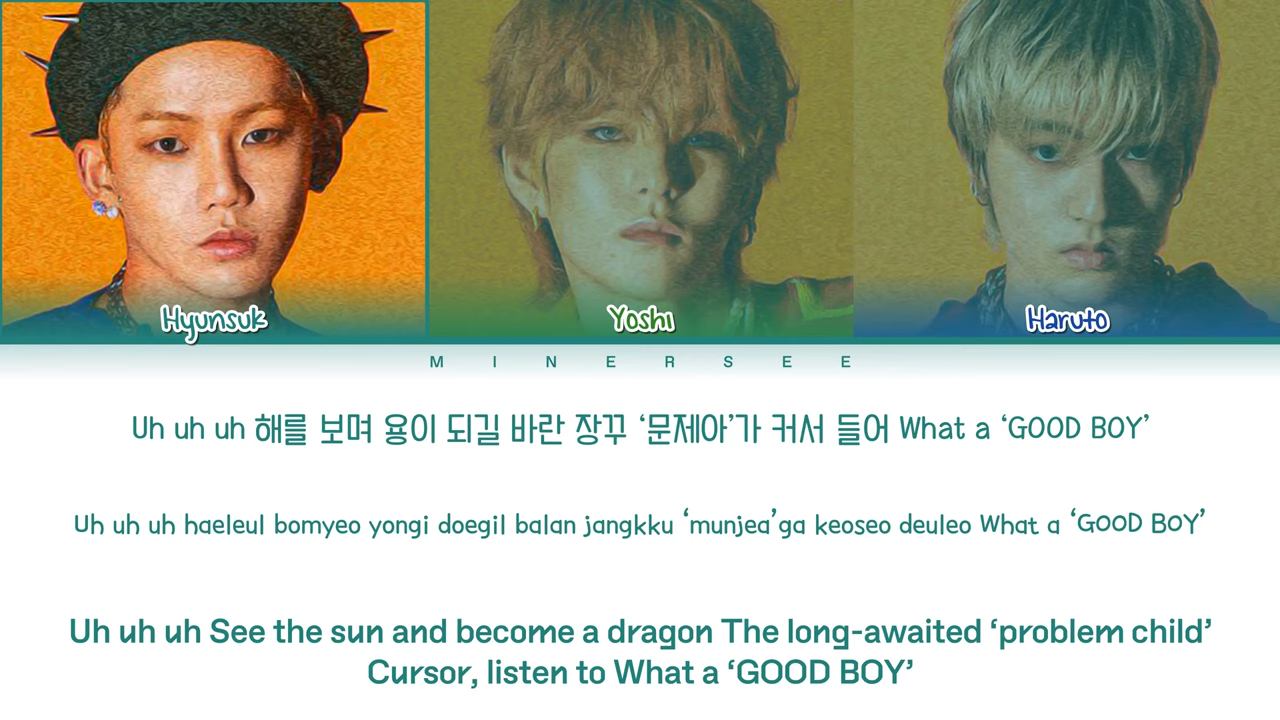 Hyunsuk
Yoshi
Haruto
MINERSEE
Uh uh uh 해를 보며 용이 되길 바란 장꾸 ‘문제아’가 커서 들어 What a ‘GOOD BOY’
Uh uh uh haeleul bomyeo yongi doegil balan jangkku ‘munjea’ga keoseo deuleo What a ‘GOOD BOY’
Uh uh uh See the sun and become a dragon The long-awaited ‘problem child’
Cursor, listen to What a ‘GOOD BOY’